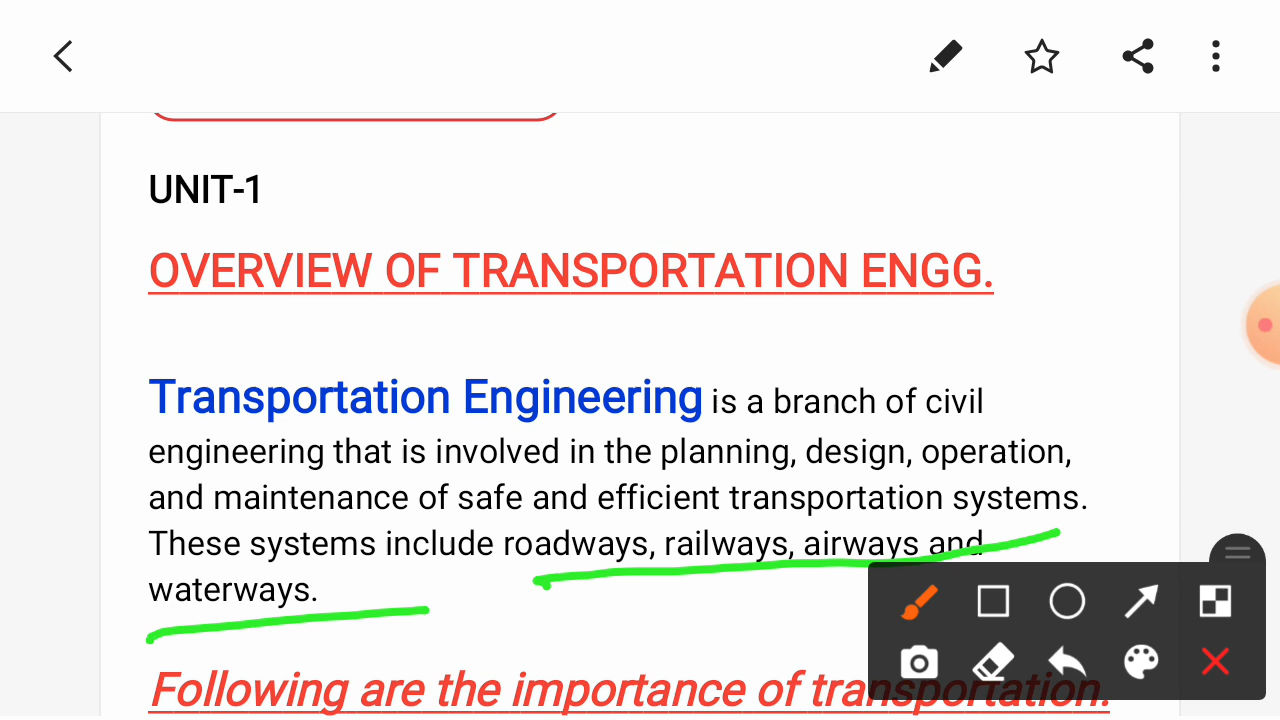 UNIT-1
OVERVIEW OF TRANSPORTATION ENGG.
Transportation Engineering is a branch of civil
engineering that is involved in the planning, design, operation,
and maintenance of safe and efficient transportation systems.
These systems include roadways, railways, airways and
waterways.
Following are the importance of transportation.